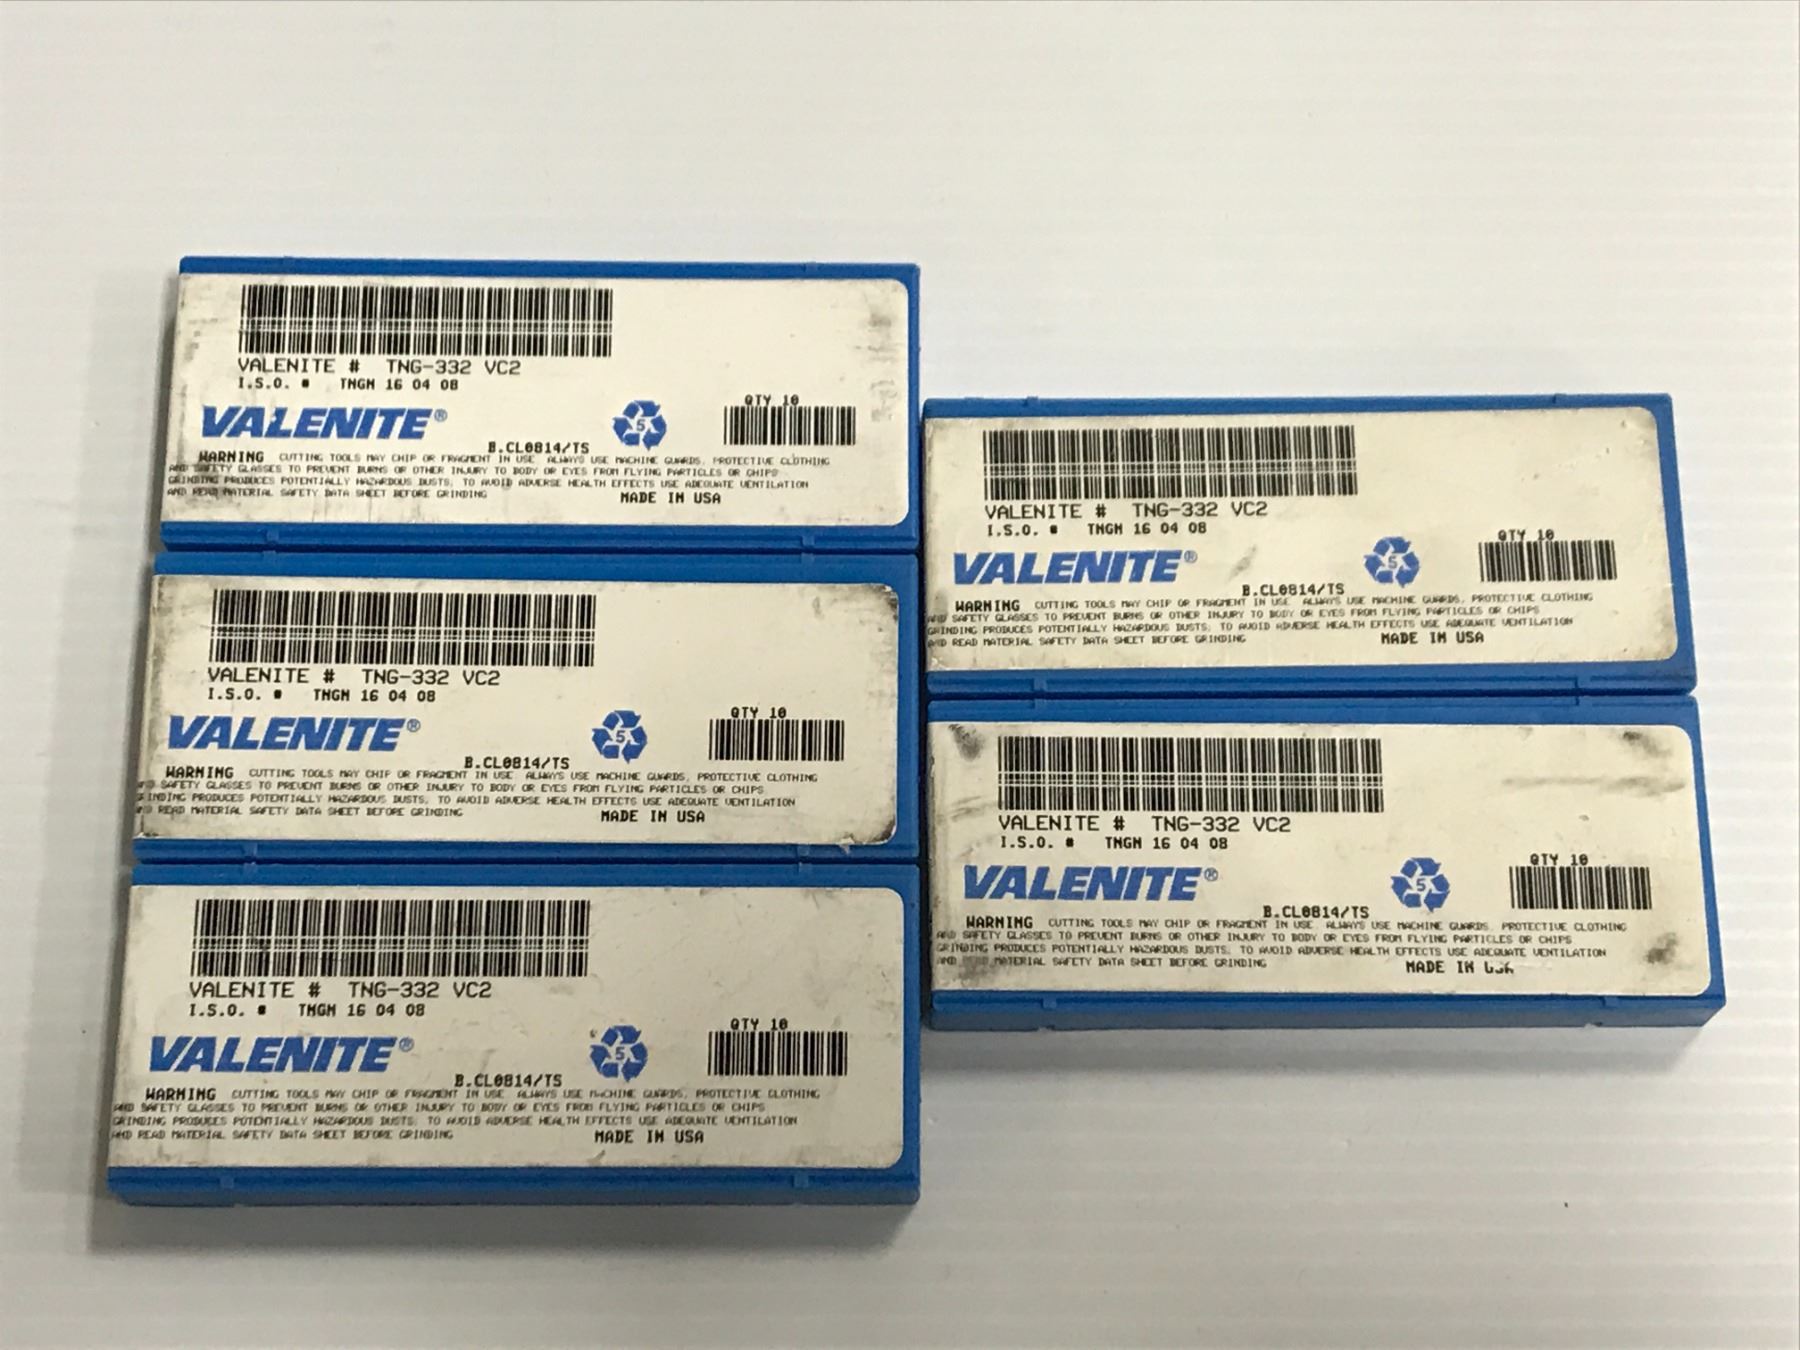 VALENITE # TNG-332 VC2
I.S.O. # TNGN 16 04 08
QTY 10
VALENITE®
5
B.CL0814/TS
WARNING CUTTING TOOLS MAY CHIP OR FRAGMENT IN USE. ALWAYS USE MACHINE GUARDS, PROTECTIVE CLOTHING
AND SAFETY GLASSES TO PREVENT BURNS OR OTHER INJURY TO BODY OR EYES FROM FLYING PARTICLES OR CHIPS
GRINDING PRODUCES POTENTIALLY HAZARDOUS DUSTS. TO AVOID ADVERSE HEALTH EFFECTS USE ADEQUATE VENTILATION
AND READ MATERIAL SAFETY DATA SHEET BEFORE GRINDING
MADE IN USA
VALENITE # TNG-332 VC2
I.S.O. # TNGN 16 04 08
QTY 10
VALENITE®
5
B.CL0814/TS
WARNING CUTTING TOOLS MAY CHIP OR FRAGMENT IN USE. ALWAYS USE MACHINE GUARDS, PROTECTIVE CLOTHING
AND SAFETY GLASSES TO PREVENT BURNS OR OTHER INJURY TO BODY OR EYES FROM FLYING PARTICLES OR CHIPS
GRINDING PRODUCES POTENTIALLY HAZARDOUS DUSTS. TO AVOID ADVERSE HEALTH EFFECTS USE ADEQUATE VENTILATION
AND READ MATERIAL SAFETY DATA SHEET BEFORE GRINDING
MADE IN USA
VALENITE # TNG-332 VC2
I.S.O. # TNGN 16 04 08
QTY 10
VALENITE®
5
B.CL0814/TS
WARNING CUTTING TOOLS MAY CHIP OR FRAGMENT IN USE. ALWAYS USE MACHINE GUARDS, PROTECTIVE CLOTHING
AND SAFETY GLASSES TO PREVENT BURNS OR OTHER INJURY TO BODY OR EYES FROM FLYING PARTICLES OR CHIPS
GRINDING PRODUCES POTENTIALLY HAZARDOUS DUSTS. TO AVOID ADVERSE HEALTH EFFECTS USE ADEQUATE VENTILATION
AND READ MATERIAL SAFETY DATA SHEET BEFORE GRINDING
MADE IN USA
VALENITE # TNG-332 VC2
I.S.O. # TNGN 16 04 08
QTY 10
VALENITE®
5
B.CL0814/TS
WARNING CUTTING TOOLS MAY CHIP OR FRAGMENT IN USE. ALWAYS USE MACHINE GUARDS, PROTECTIVE CLOTHING
AND SAFETY GLASSES TO PREVENT BURNS OR OTHER INJURY TO BODY OR EYES FROM FLYING PARTICLES OR CHIPS
GRINDING PRODUCES POTENTIALLY HAZARDOUS DUSTS. TO AVOID ADVERSE HEALTH EFFECTS USE ADEQUATE VENTILATION
AND READ MATERIAL SAFETY DATA SHEET BEFORE GRINDING
MADE IN USA
VALENITE # TNG-332 VC2
I.S.O. # TNGN 16 04 08
QTY 10
VALENITE®
5
B.CL0814/TS
WARNING CUTTING TOOLS MAY CHIP OR FRAGMENT IN USE. ALWAYS USE MACHINE GUARDS, PROTECTIVE CLOTHING
AND SAFETY GLASSES TO PREVENT BURNS OR OTHER INJURY TO BODY OR EYES FROM FLYING PARTICLES OR CHIPS
GRINDING PRODUCES POTENTIALLY HAZARDOUS DUSTS. TO AVOID ADVERSE HEALTH EFFECTS USE ADEQUATE VENTILATION
AND READ MATERIAL SAFETY DATA SHEET BEFORE GRINDING
MADE IN USA